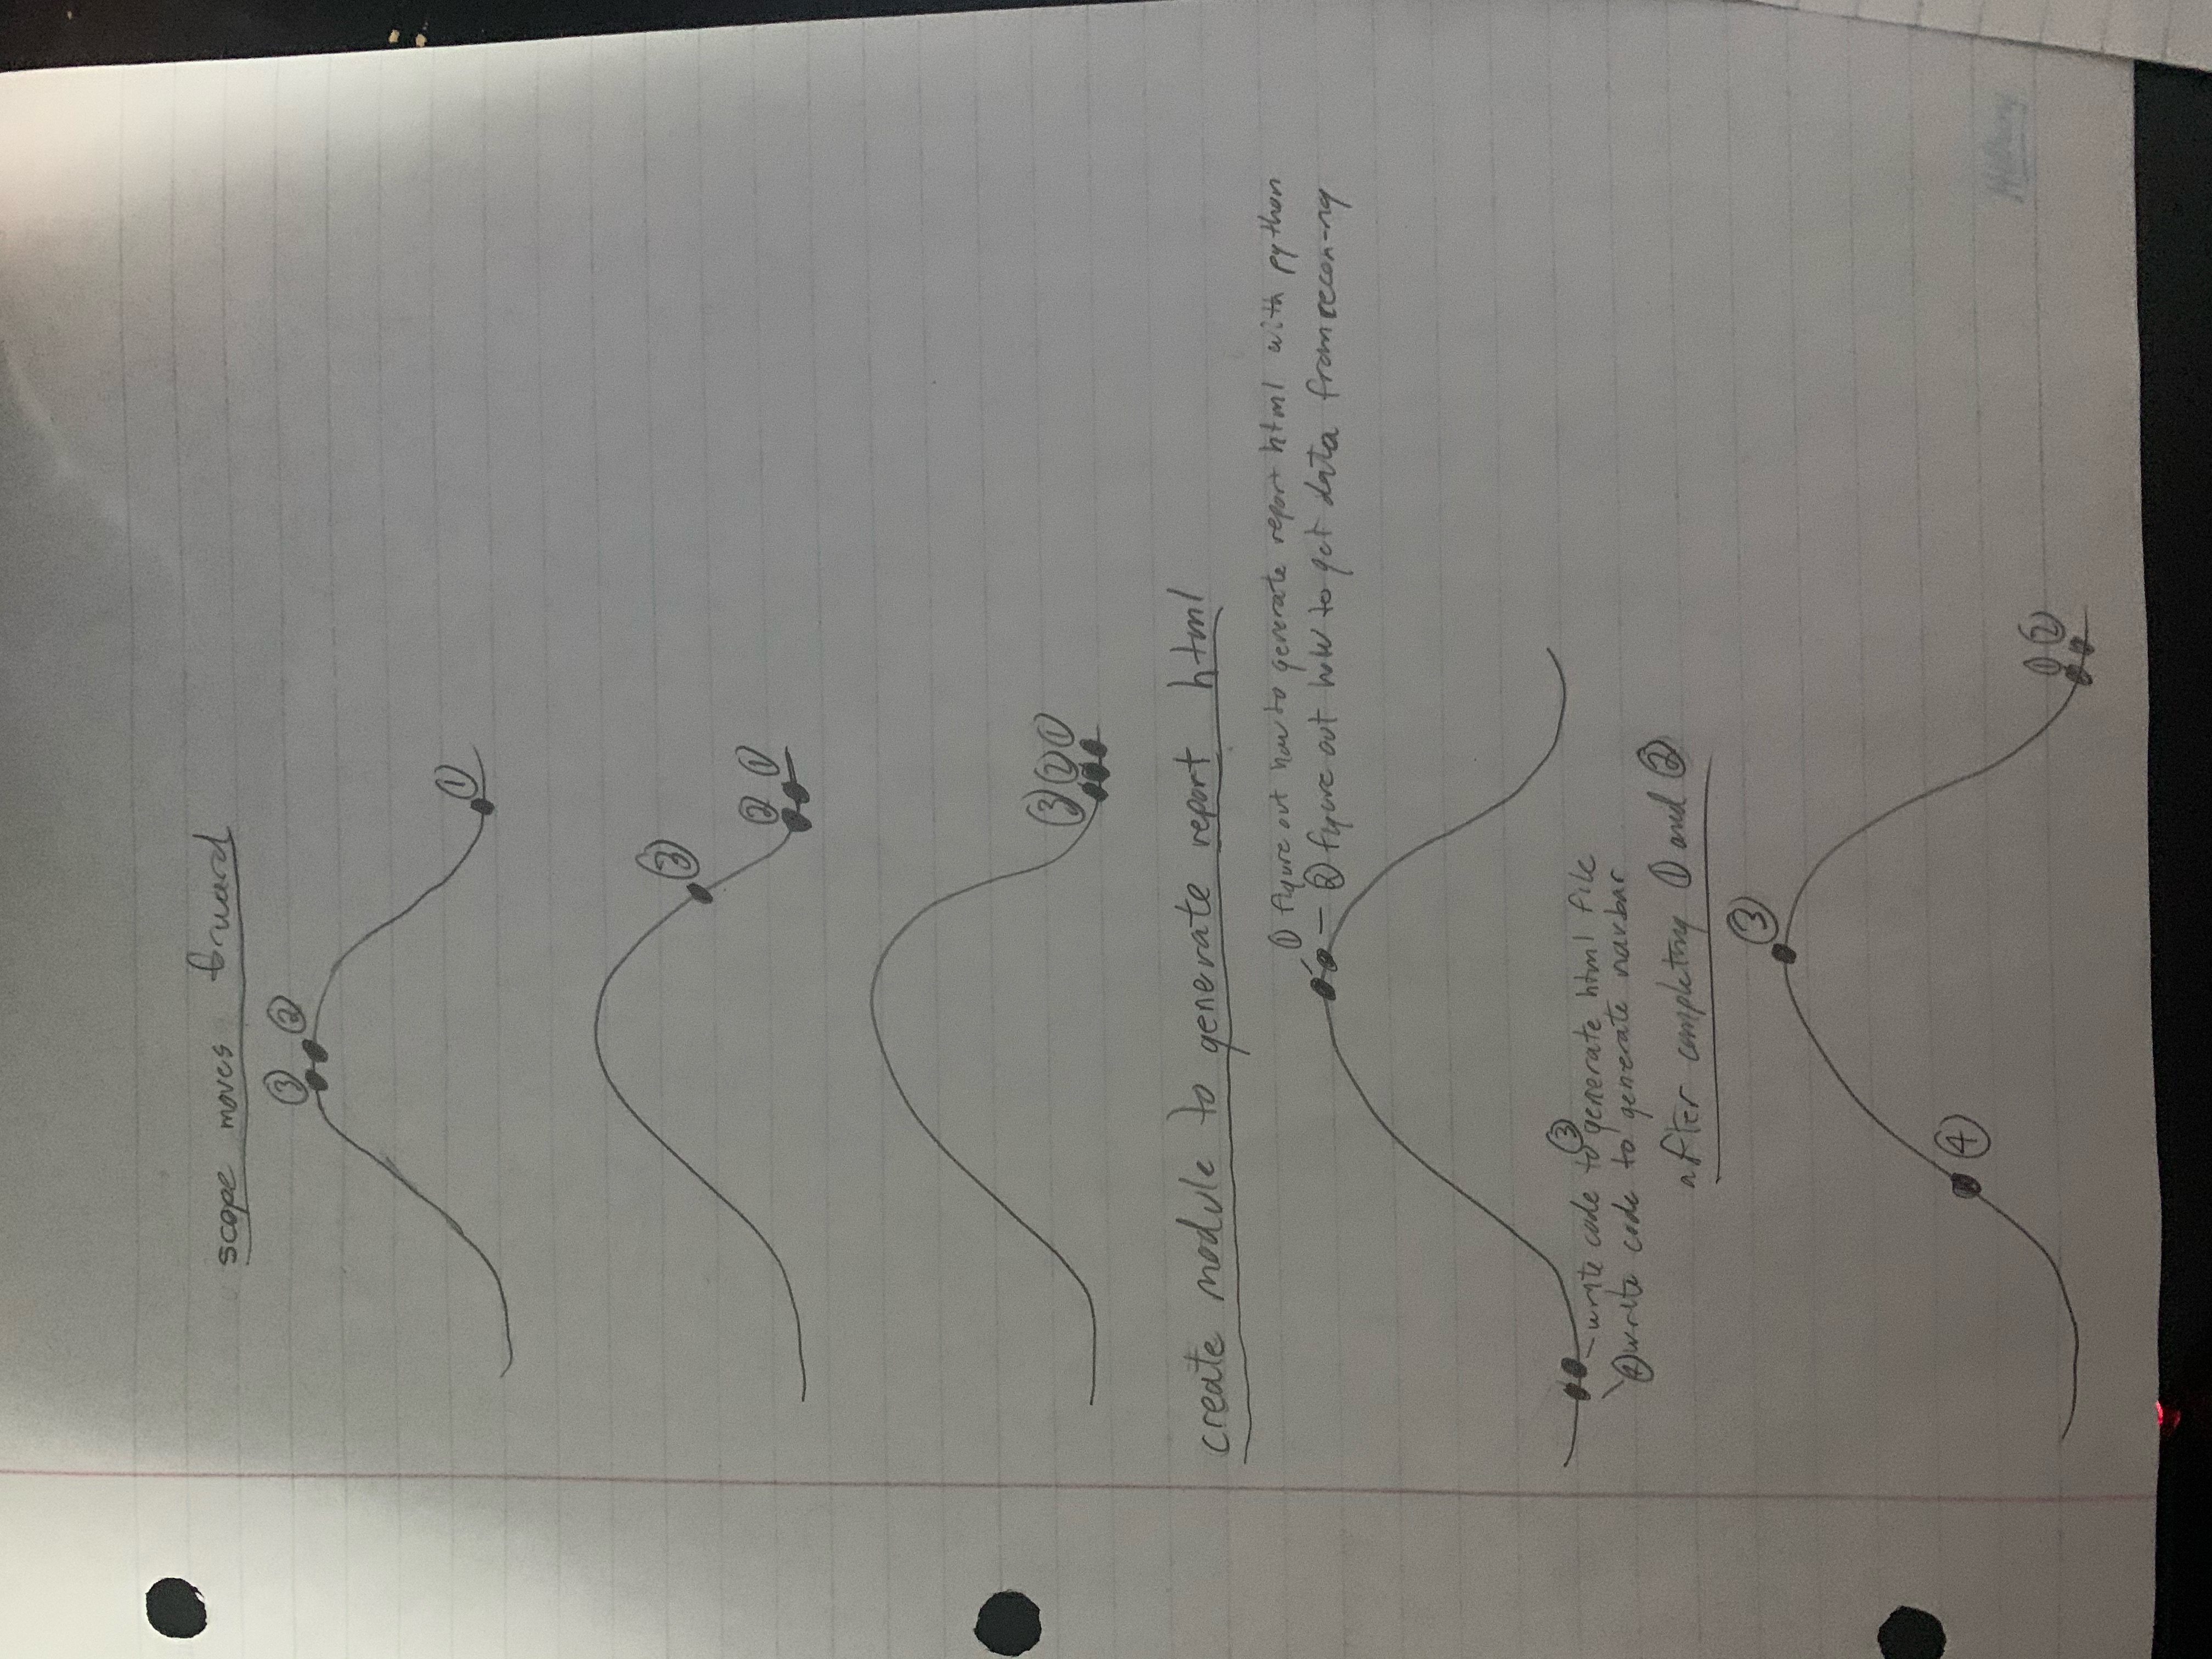 scope moves forward
③ ②
①
③
② ①
③ ② ①
create module to generate report html
① figure out how to generate report html with python
② figure out how to get data from recon-ng
③
write code to generate html file
④ write code to generate navbar
after completing ① and ②
③
④
① ②